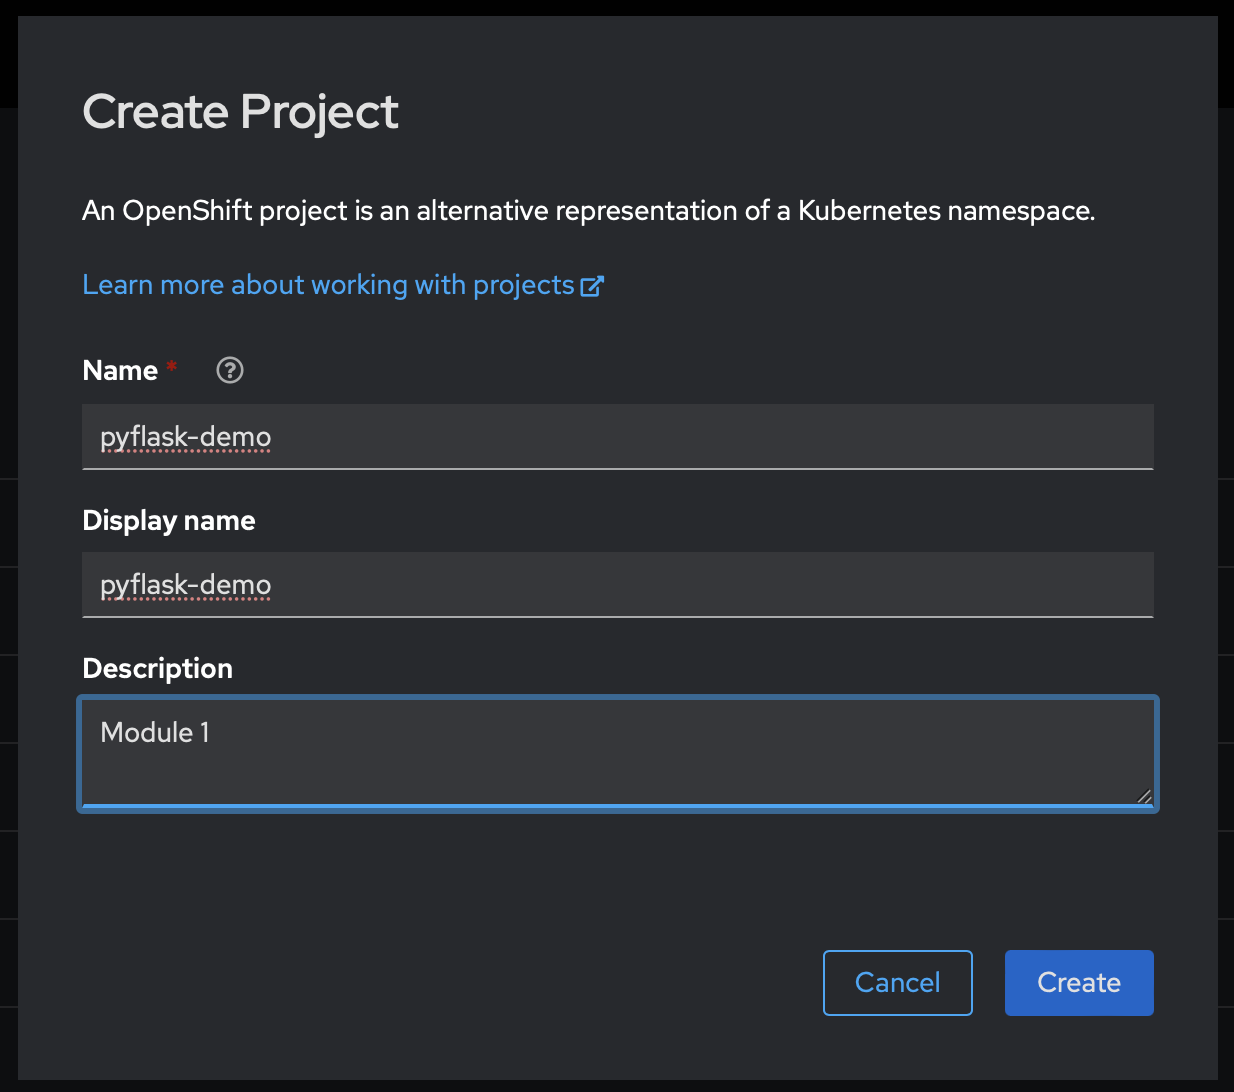 Create Project
An OpenShift project is an alternative representation of a Kubernetes namespace.
Learn more about working with projects
Name *
pyflask-demo
Display name
pyflask-demo
Description
Module 1
Cancel
Create